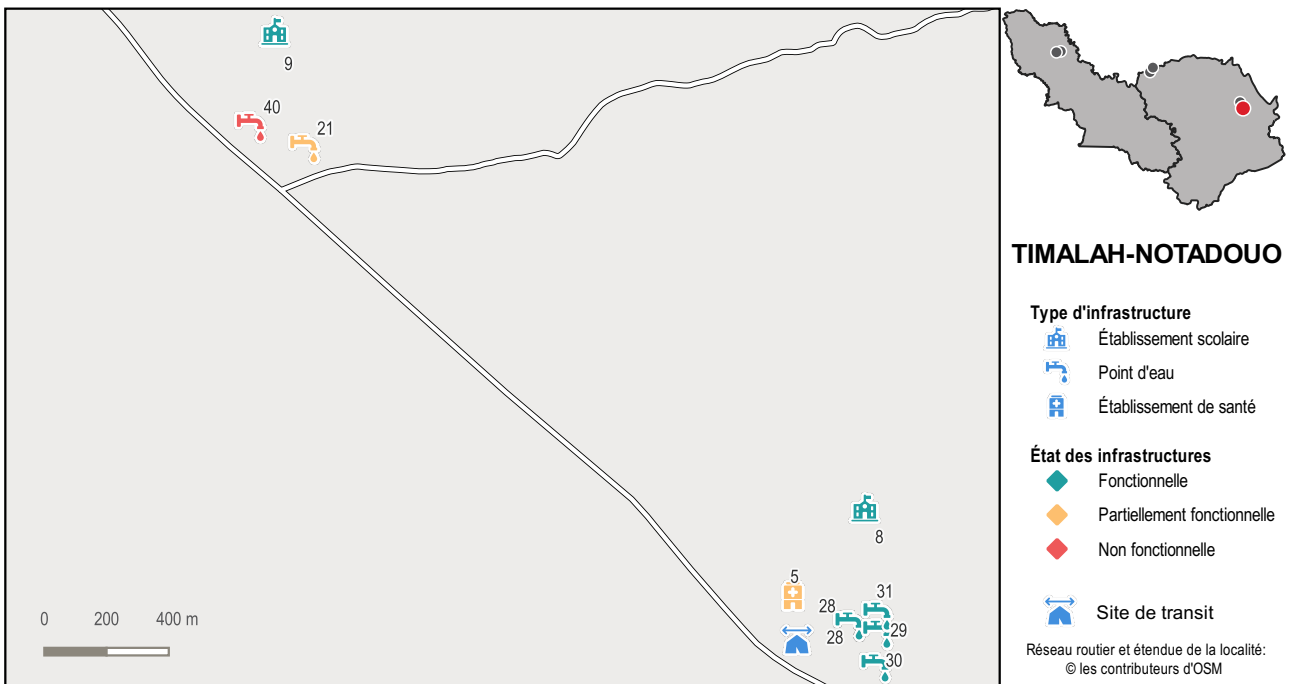 9
40
21
8
5
31
28
29
28
30
0 200 400 m
TIMALAH-NOTADOUO
Type d'infrastructure
Établissement scolaire
Point d'eau
Établissement de santé
État des infrastructures
Fonctionnelle
Partiellement fonctionnelle
Non fonctionnelle
Site de transit
Réseau routier et étendue de la localité:
© les contributeurs d'OSM